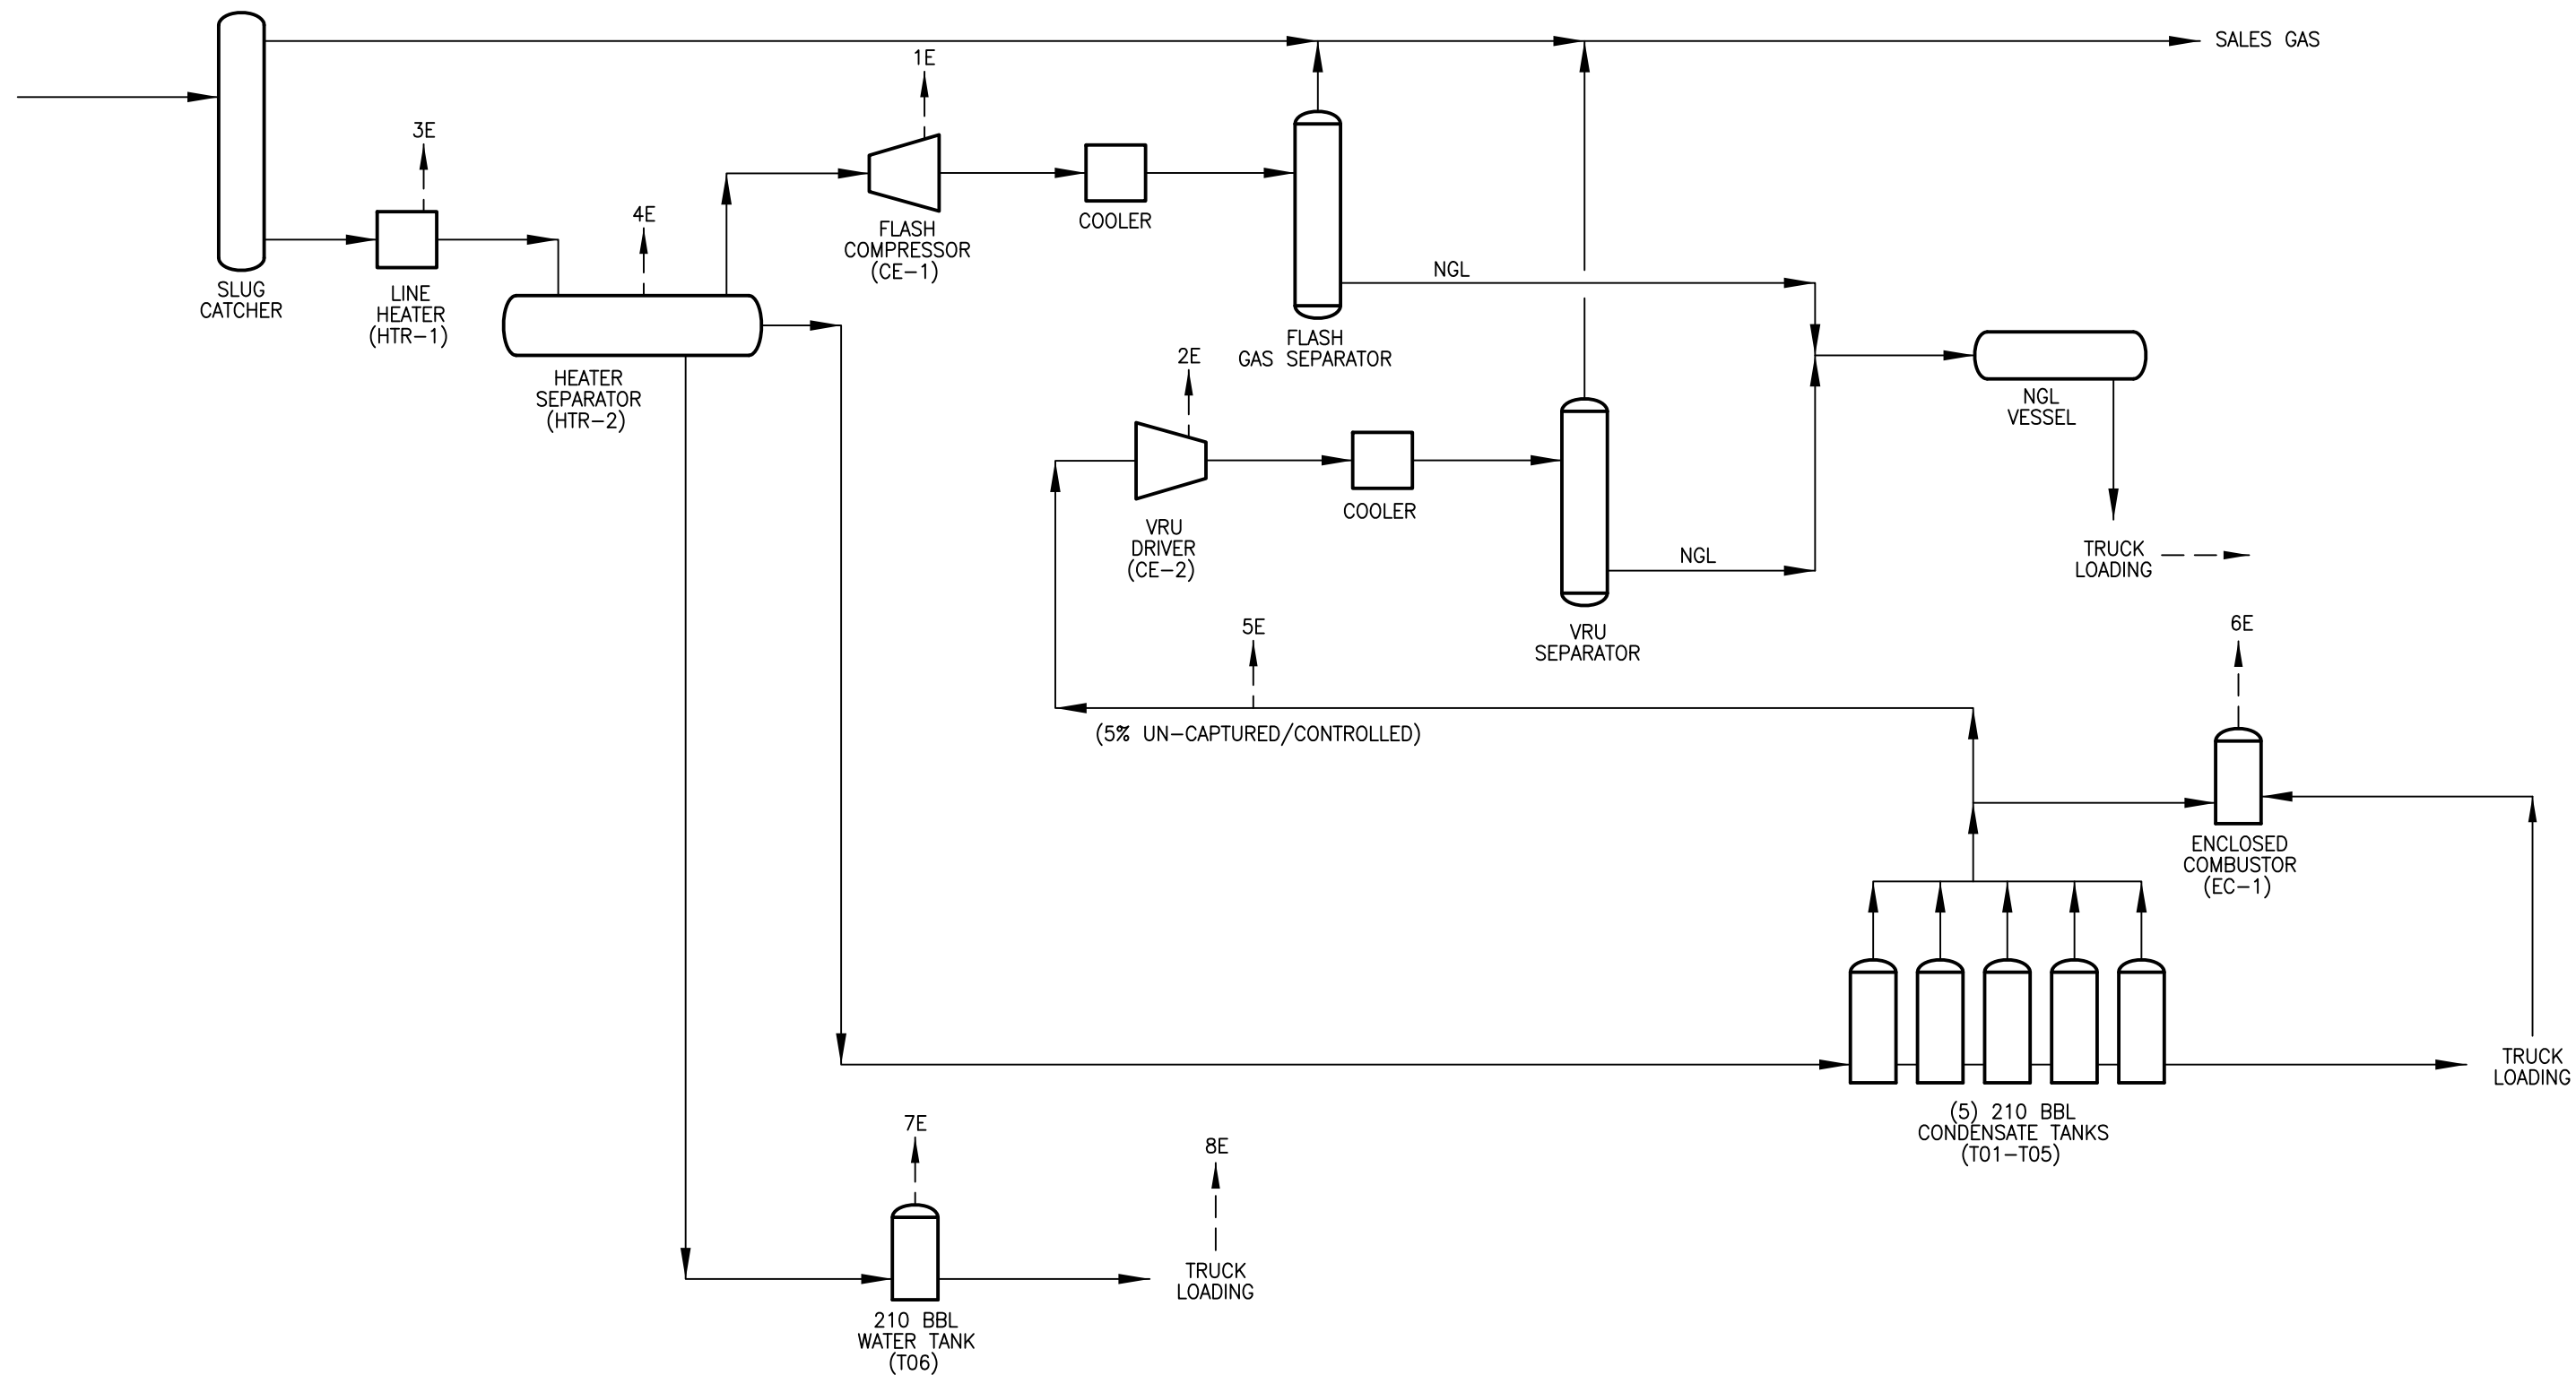 SALES GAS
1E
3E
4E
FLASH
COMPRESSOR
(CE-1)
COOLER
SLUG
CATCHER
LINE
HEATER
(HTR-1)
NGL
FLASH
GAS SEPARATOR
2E
HEATER
SEPARATOR
(HTR-2)
NGL
VESSEL
VRU
DRIVER
(CE-2)
COOLER
NGL
TRUCK
LOADING
5E
VRU
SEPARATOR
6E
(5% UN-CAPTURED/CONTROLLED)
ENCLOSED
COMBUSTOR
(EC-1)
TRUCK
LOADING
(5) 210 BBL
CONDENSATE TANKS
(T01-T05)
7E
8E
TRUCK
LOADING
210 BBL
WATER TANK
(T06)